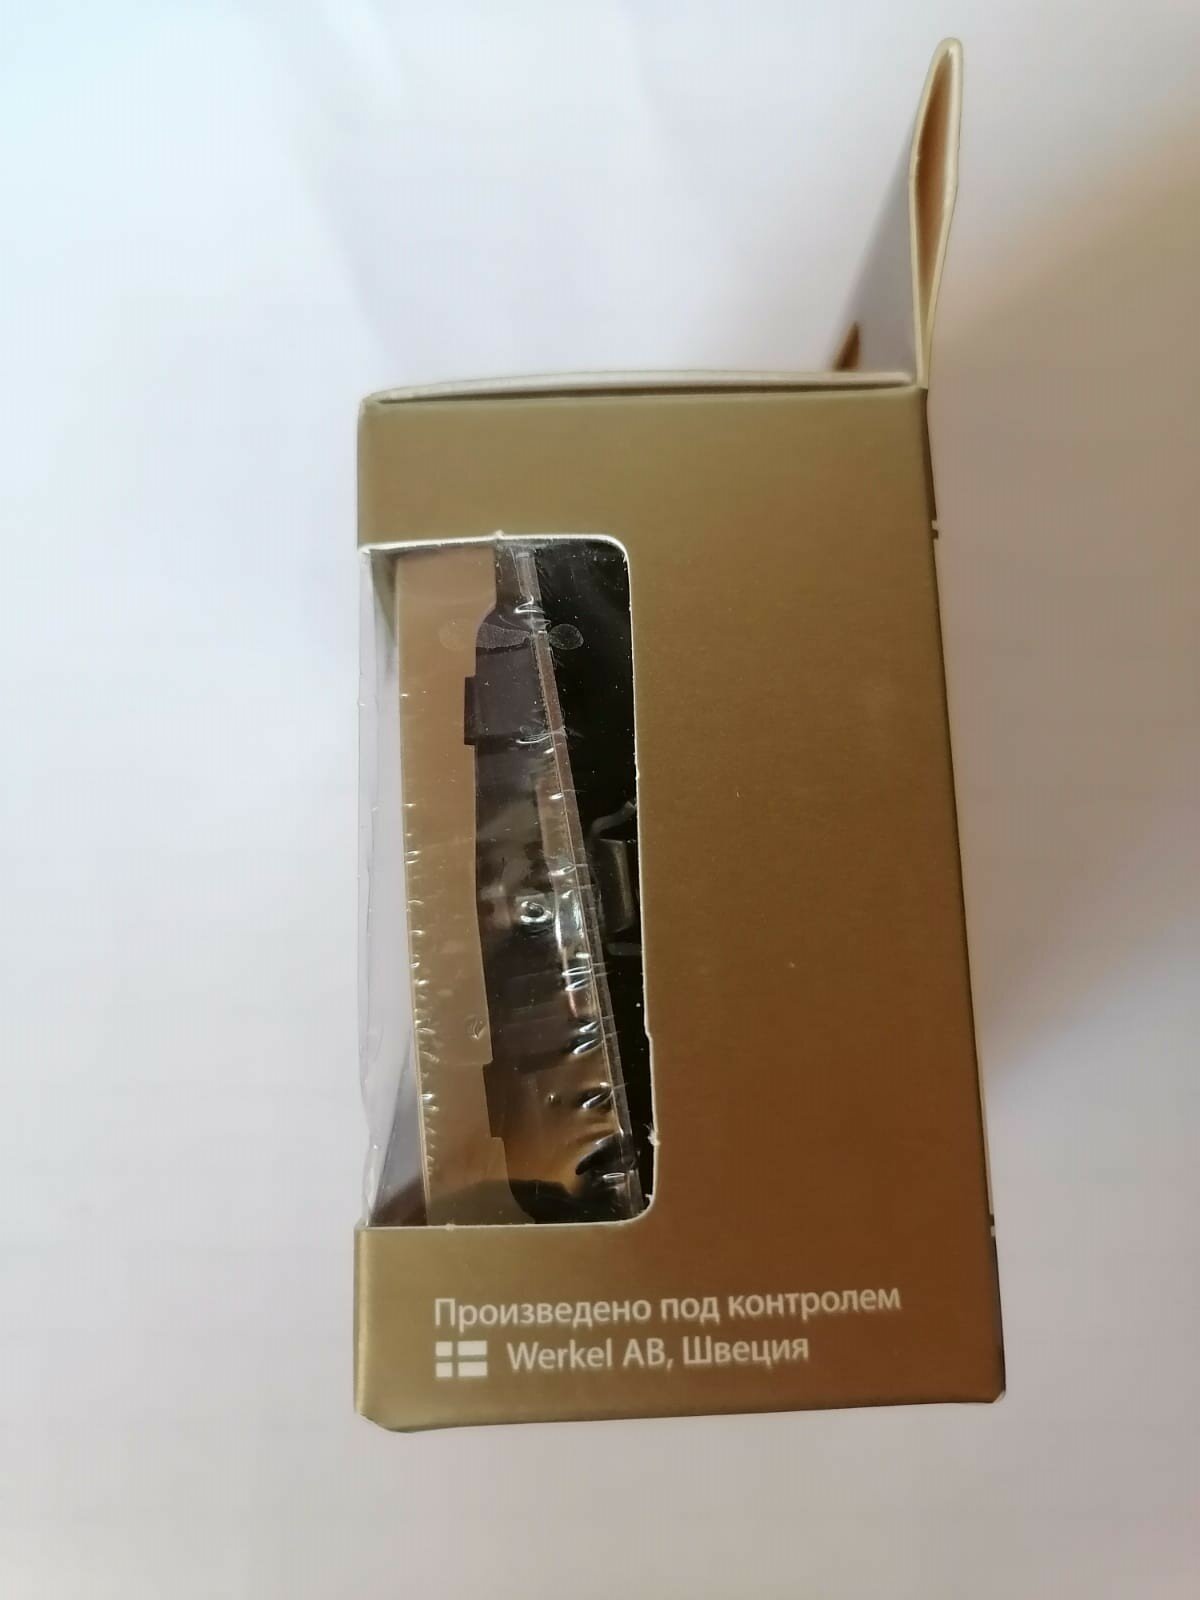 Произведено под контролем
Werkel AB, Швеция